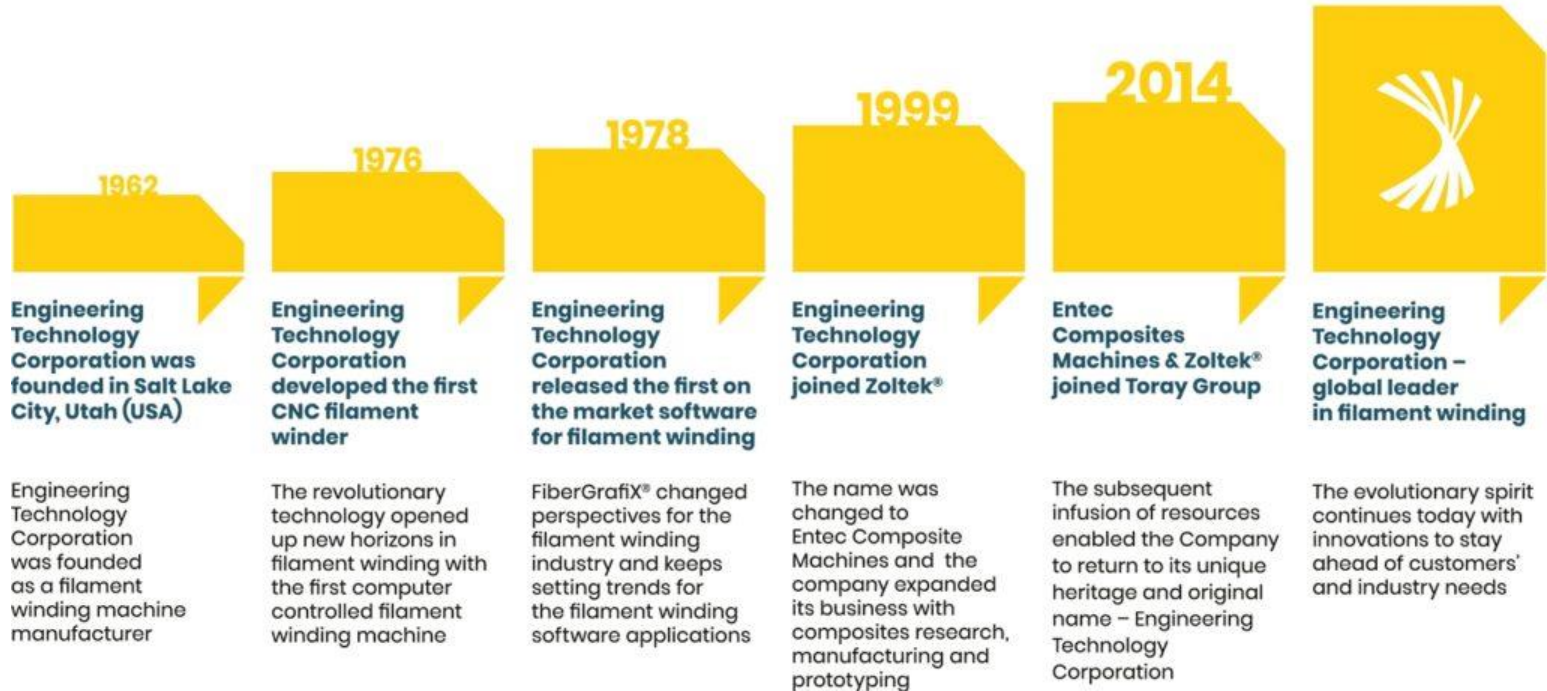 1962
Engineering
Technology
Corporation was
founded in Salt Lake
City, Utah (USA)
Engineering
Technology
Corporation
was founded
as a filament
winding machine
manufacturer
1976
Engineering
Technology
Corporation
developed the first
CNC filament
winder
The revolutionary
technology opened
up new horizons in
filament winding with
the first computer
controlled filament
winding machine
1978
Engineering
Technology
Corporation
released the first on
the market software
for filament winding
FiberGrafiX® changed
perspectives for the
filament winding
industry and keeps
setting trends for
the filament winding
software applications
1999
Engineering
Technology
Corporation
joined Zoltek®
The name was
changed to
Entec Composite
Machines and the
company expanded
its business with
composites research,
manufacturing and
prototyping
2014
Entec
Composites
Machines & Zoltek®
joined Toray Group
The subsequent
infusion of resources
enabled the Company
to return to its unique
heritage and original
name – Engineering
Technology
Corporation
Engineering
Technology
Corporation –
global leader
in filament winding
The evolutionary spirit
continues today with
innovations to stay
ahead of customers'
and industry needs